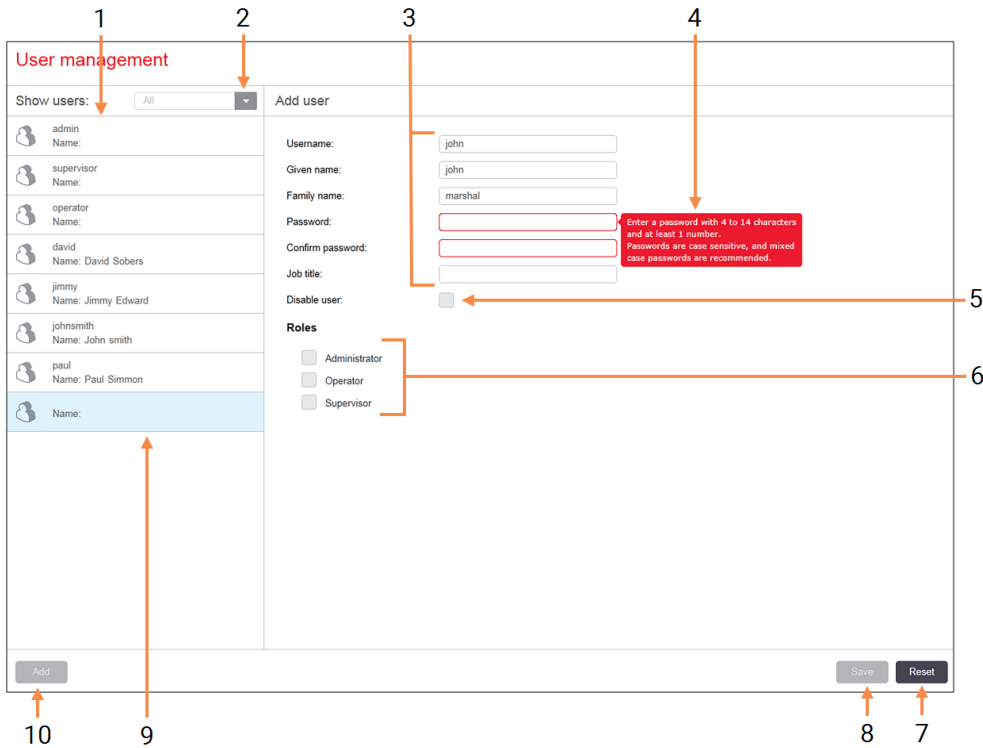 1
2
3
4
User management
Show users:
All
Add user
admin
Name:
supervisor
Name:
operator
Name:
david
Name: David Sobers
jimmy
Name: Jimmy Edward
johnsmith
Name: John smith
paul
Name: Paul Simmon
Name:
Username:
john
Given name:
john
Family name:
marshal
Password:
Enter a password with 4 to 14 characters
and at least 1 number.
Passwords are case sensitive, and mixed
case passwords are recommended.
Confirm password:
Job title:
Disable user:
5
Roles
Administrator
Operator
Supervisor
6
Add
Save
Reset
10
9
8
7